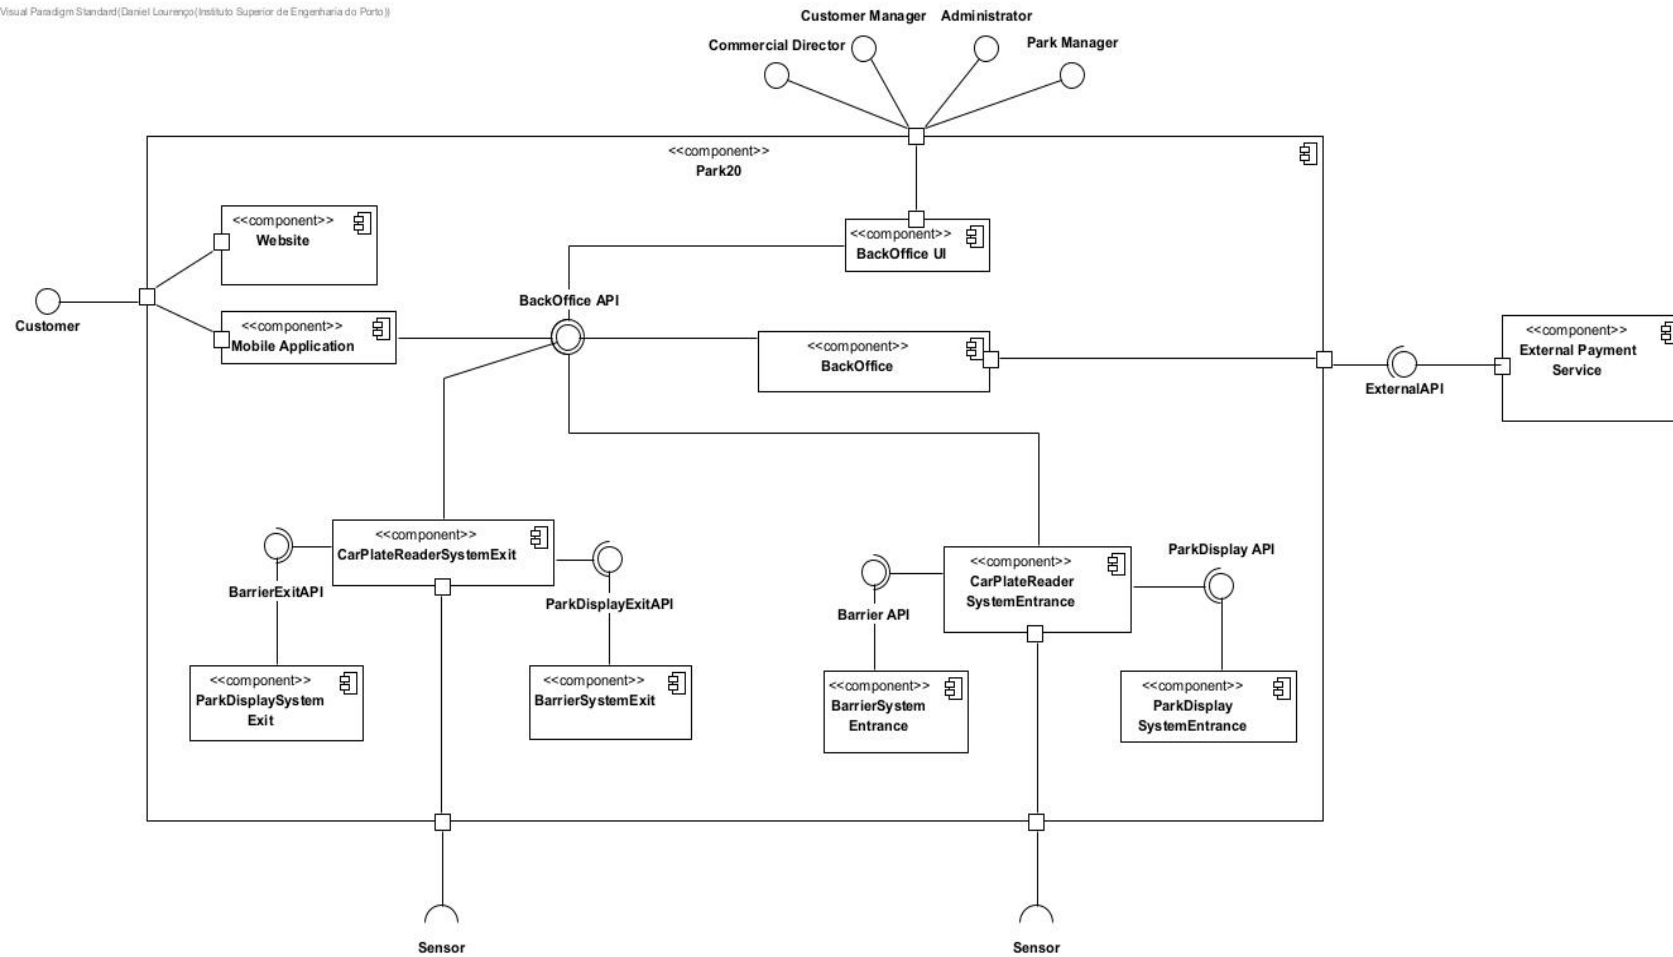 Visual Paradigm Standard(Daniel Lourenço(Instituto Superior de Engenharia do Porto))
Customer Manager
Administrator
Commercial Director
Park Manager
<<component>>
Park20
<<component>>
Website
<<component>>
BackOffice UI
BackOffice API
Customer
<<component>>
Mobile Application
<<component>>
BackOffice
<<component>>
External Payment
Service
ExternalAPI
<<component>>
CarPlateReaderSystemExit
BarrierExitAPI
ParkDisplayExitAPI
<<component>>
CarPlateReader
SystemEntrance
ParkDisplay API
Barrier API
<<component>>
ParkDisplaySystem
Exit
<<component>>
BarrierSystemExit
<<component>>
BarrierSystem
Entrance
<<component>>
ParkDisplay
SystemEntrance
Sensor
Sensor